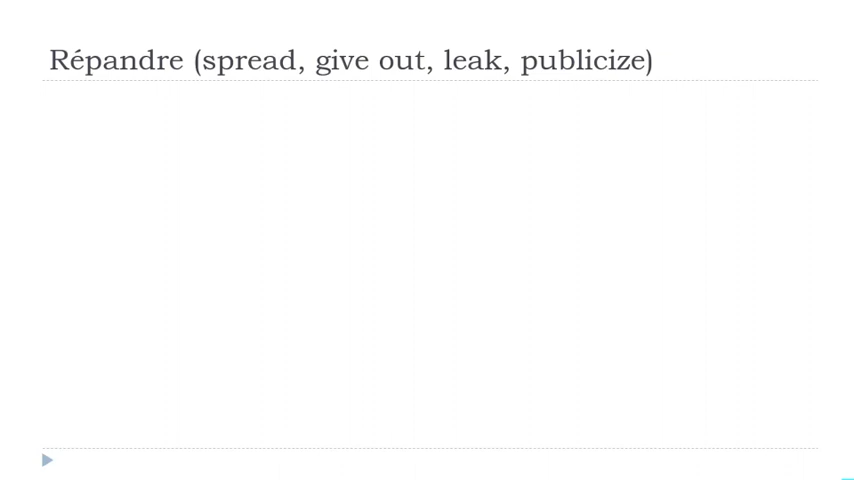 Répandre (spread, give out, leak, publicize)